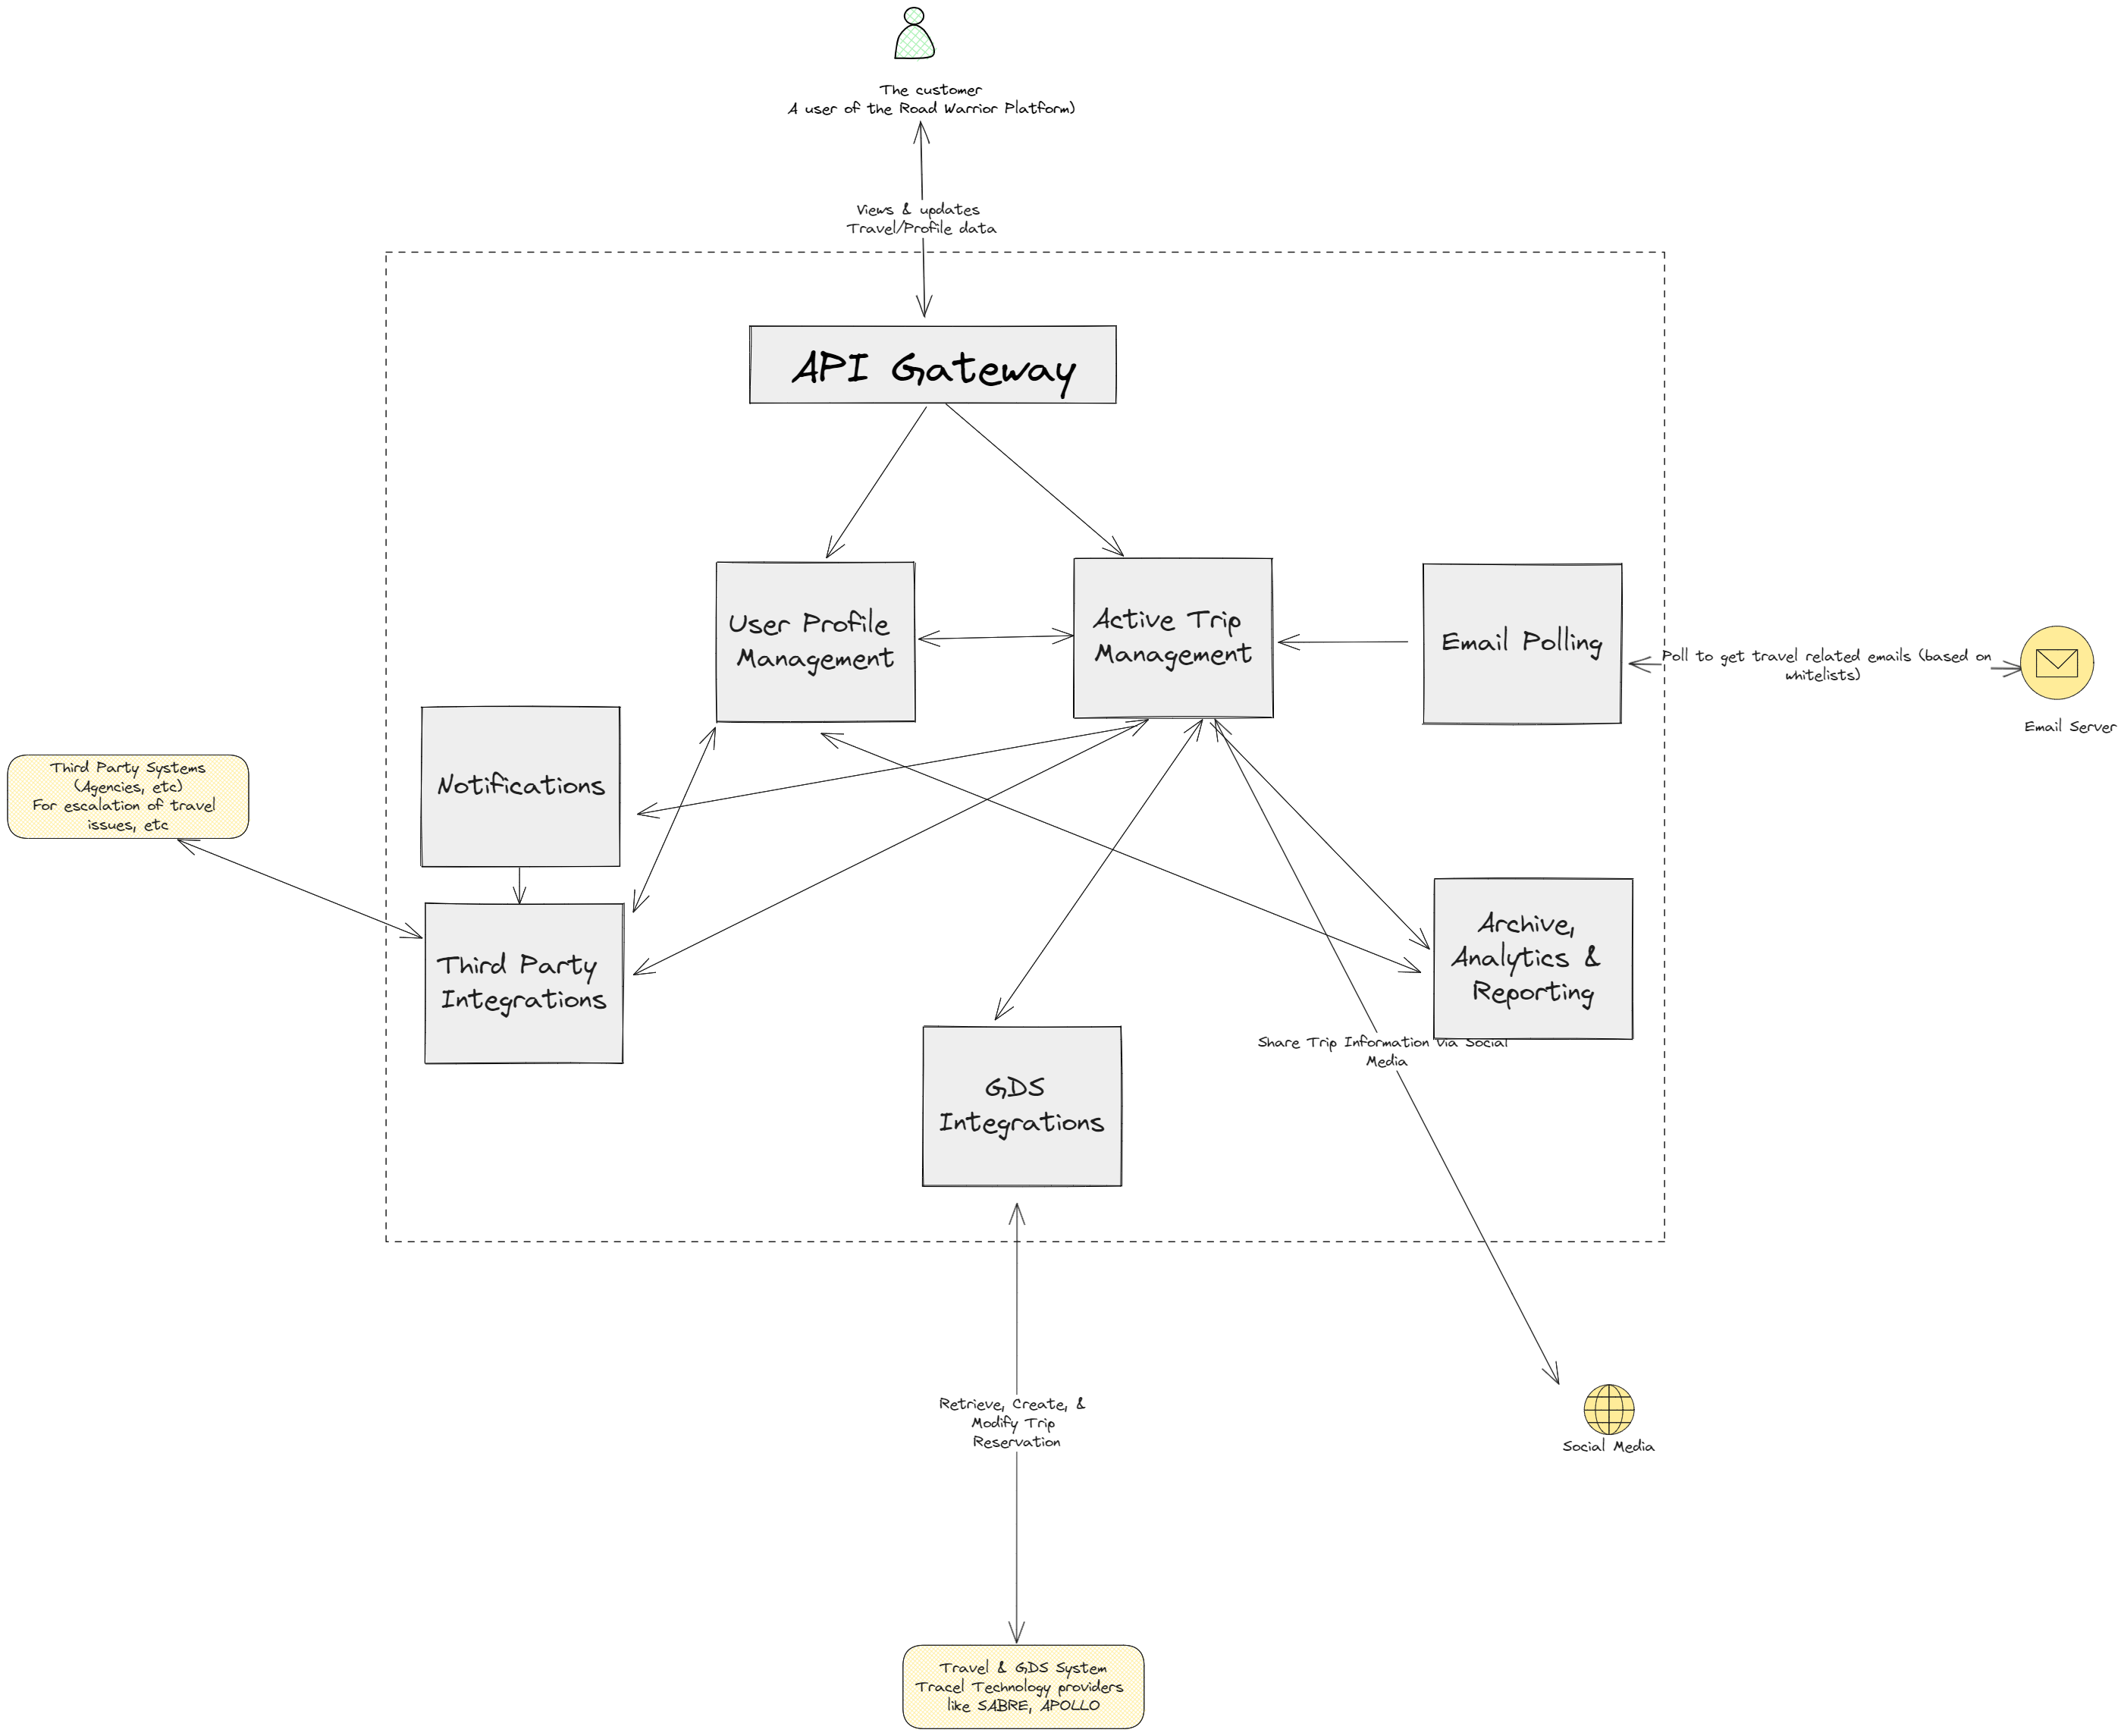 The customer
A user of the Road Warrior Platform)
Views & updates
Travel/Profile data
API Gateway
User Profile
Management
Active Trip
Management
Email Polling
Poll to get travel related emails (based on
whitelists)
Email Server
Notifications
Third Party Systems
(Agencies, etc)
For escalation of travel
issues, etc
Third Party
Integrations
Archive,
Analytics &
Reporting
Share Trip Information via Social
Media
GDS
Integrations
Retrieve, Create, &
Modify Trip
Reservation
Social Media
Travel & GDS System
Tracel Technology providers
like SABRE, APOLLO